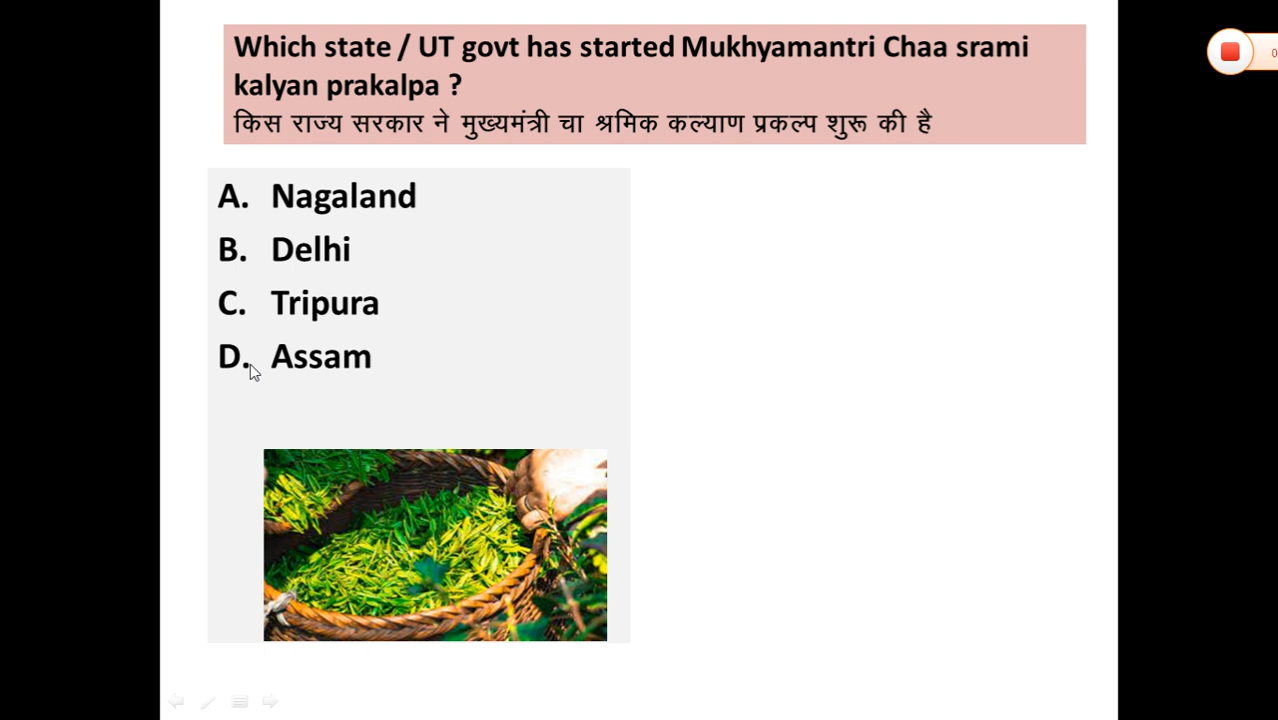 Which state / UT govt has started Mukhyamantri Chaa srami
kalyan prakalpa ?
किस राज्य सरकार ने मुख्यमंत्री चा श्रमिक कल्याण प्रकल्प शुरू की है
A. Nagaland
B. Delhi
C. Tripura
D. Assam
0